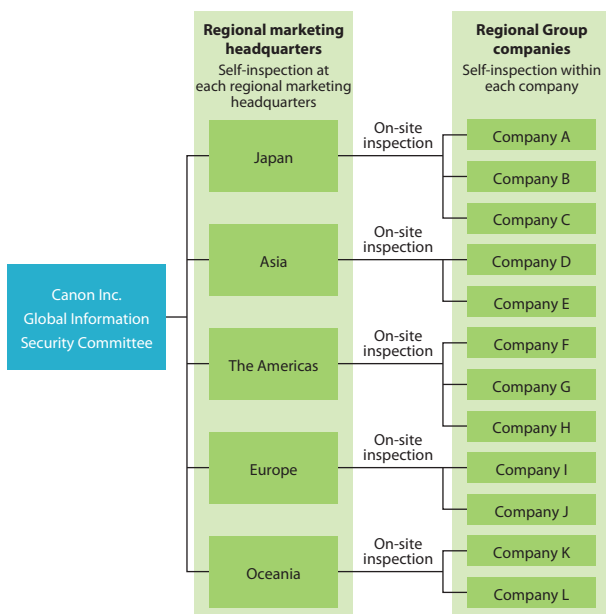 Regional marketing
headquarters
Self-inspection at
each regional marketing
headquarters
Regional Group
companies
Self-inspection within
each company
Canon Inc.
Global Information
Security Committee
Japan
On-site
inspection
Company A
Company B
Company C
Asia
On-site
inspection
Company D
Company E
The Americas
On-site
inspection
Company F
Company G
Company H
Europe
On-site
inspection
Company I
Company J
Oceania
On-site
inspection
Company K
Company L